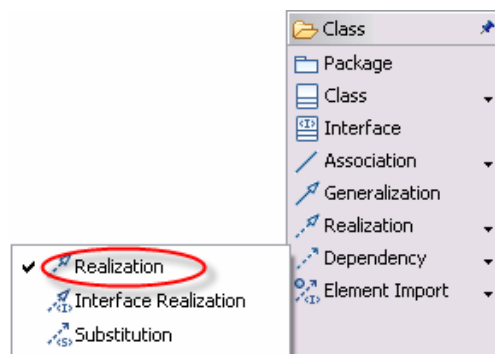 Class
Package
Class
Interface
Association
Generalization
Realization
Dependency
Element Import
Realization
Interface Realization
Substitution